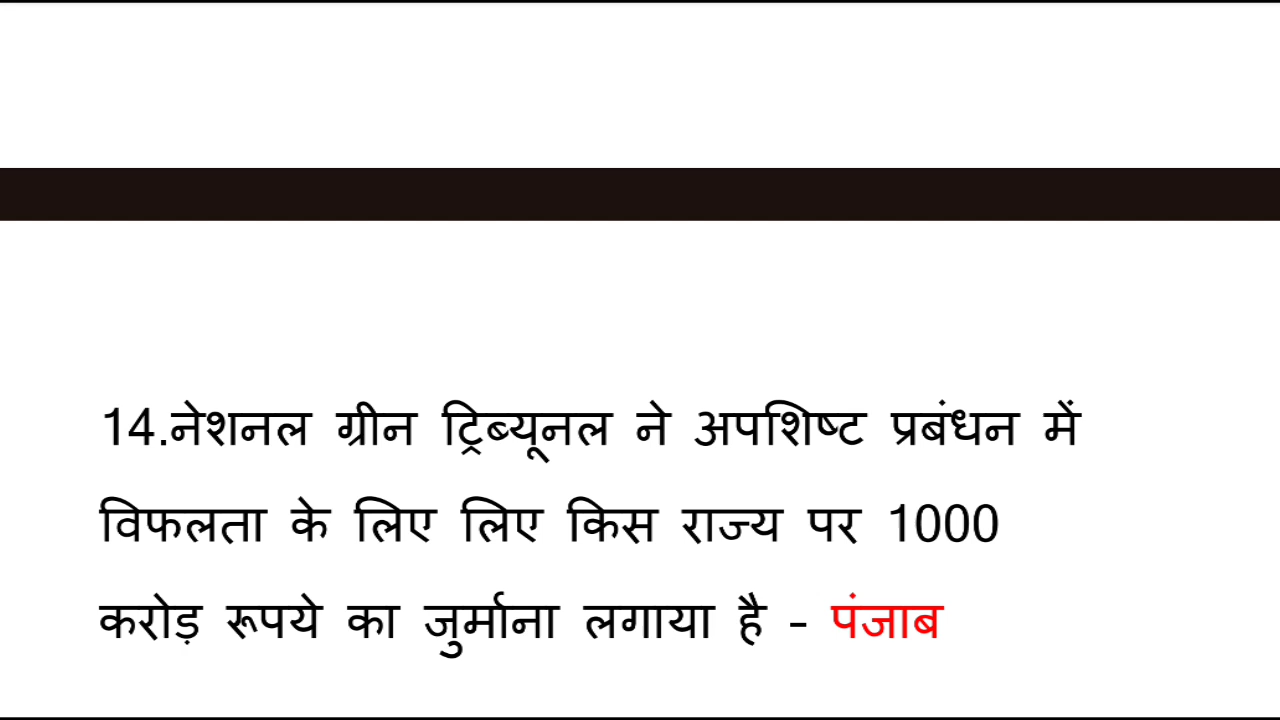 14.नेशनल ग्रीन ट्रिब्यूनल ने अपशिष्ट प्रबंधन में
विफलता के लिए लिए किस राज्य पर 1000
करोड़ रूपये का जुर्माना लगाया है - पंजाब